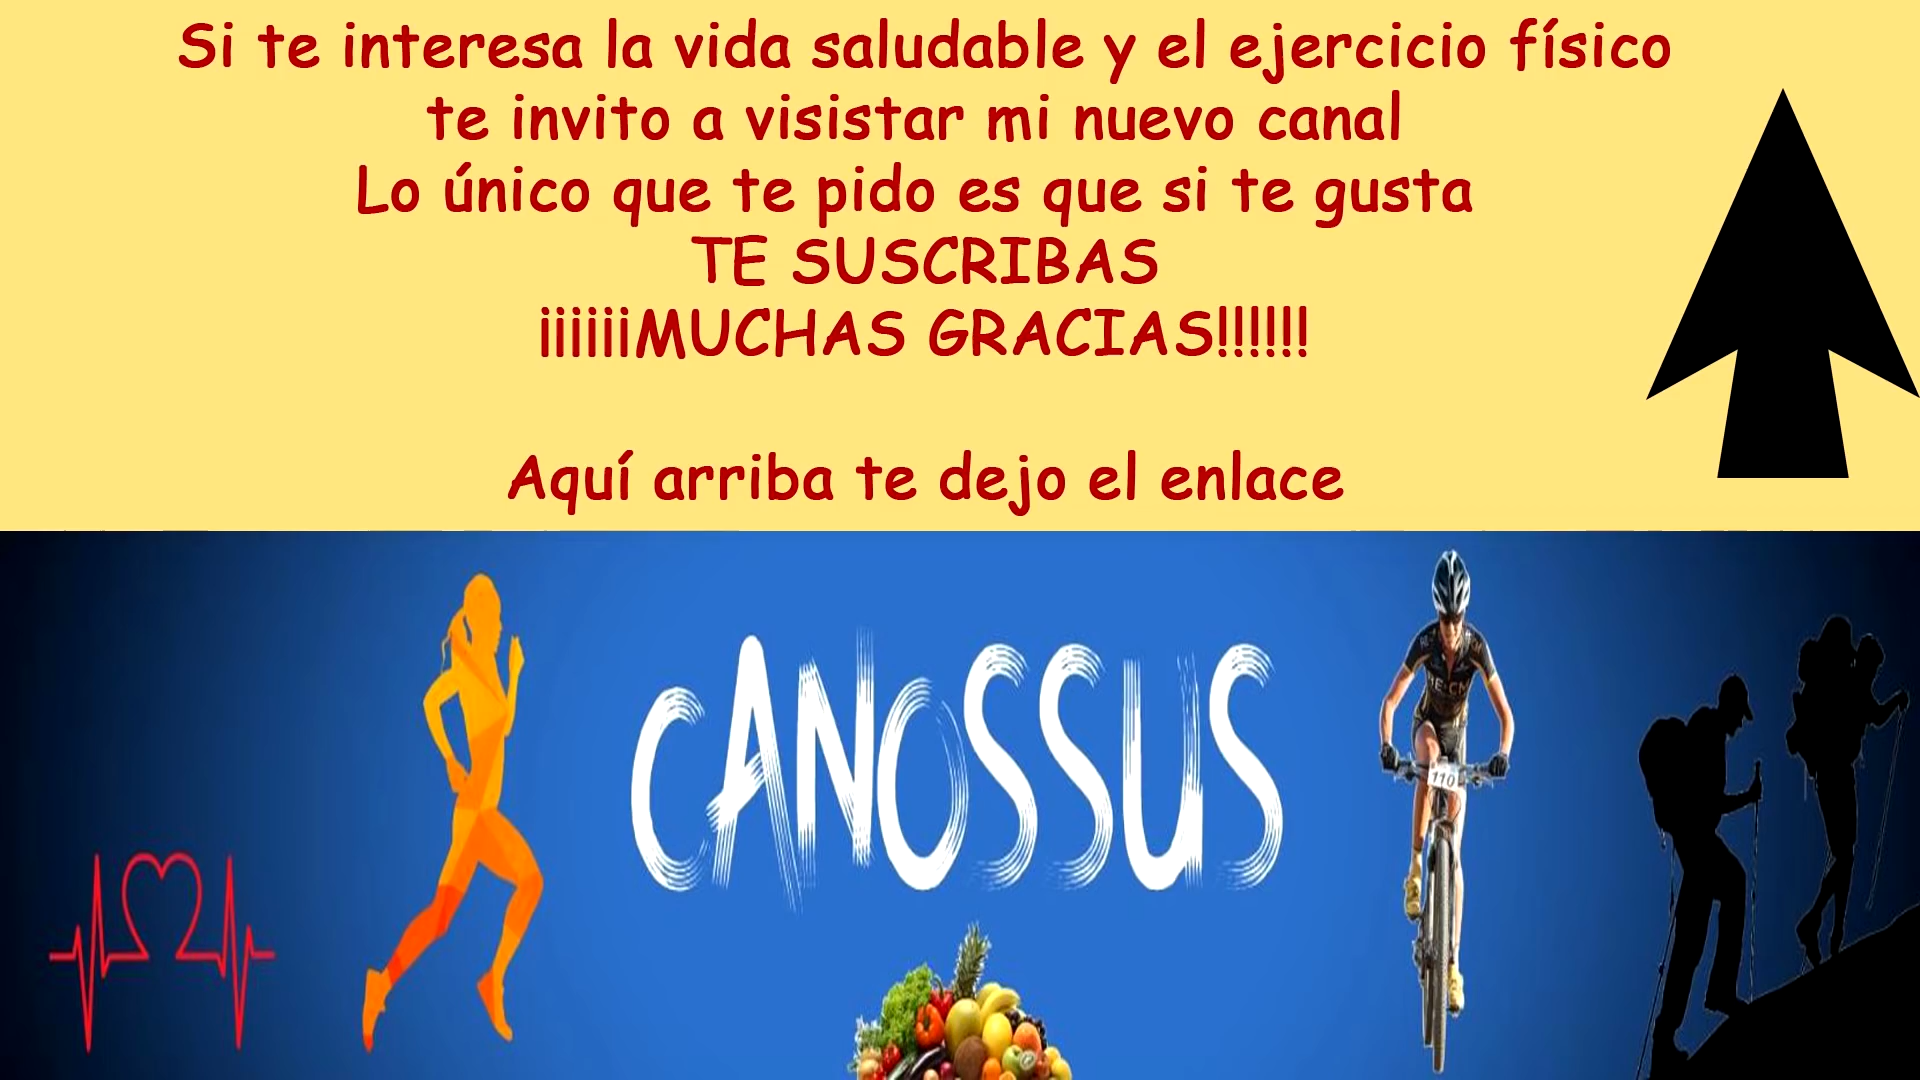 Si te interesa la vida saludable y el ejercicio físico
te invito a visistar mi nuevo canal
Lo único que te pido es que si te gusta
TE SUSCRIBAS
¡¡¡¡¡¡MUCHAS GRACIAS!!!!!!
Aquí arriba te dejo el enlace
CANOSSUS
110